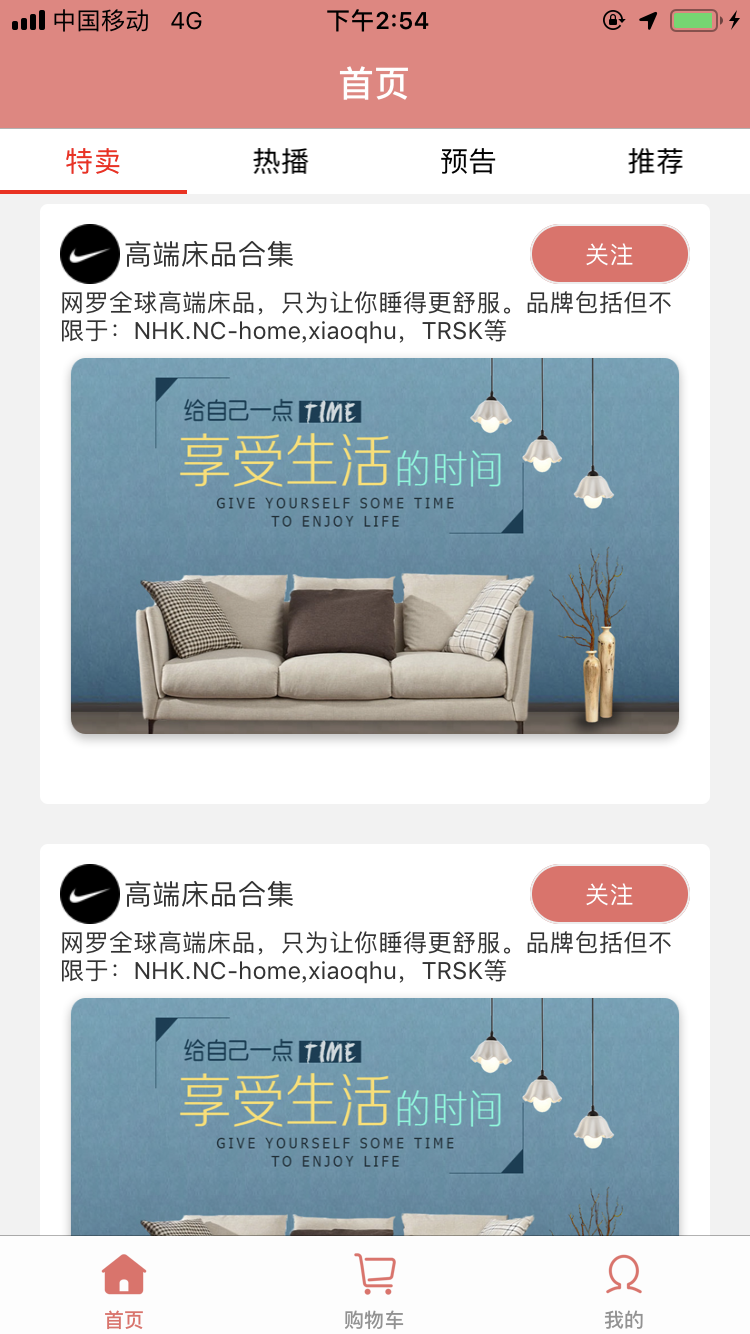 中国移动 4G 下午2:54
首页
特卖 热播 预告 推荐
高端床品合集 关注
网罗全球高端床品，只为让你睡得更舒服。品牌包括但不
限于：NHK.NC-home,xiaoqhu，TRSK等
给自己一点 TIME
享受生活的时间
GIVE YOURSELF SOME TIME
TO ENJOY LIFE
高端床品合集 关注
网罗全球高端床品，只为让你睡得更舒服。品牌包括但不
限于：NHK.NC-home,xiaoqhu，TRSK等
给自己一点 TIME
享受生活的时间
GIVE YOURSELF SOME TIME
TO ENJOY LIFE
首页 购物车 我的